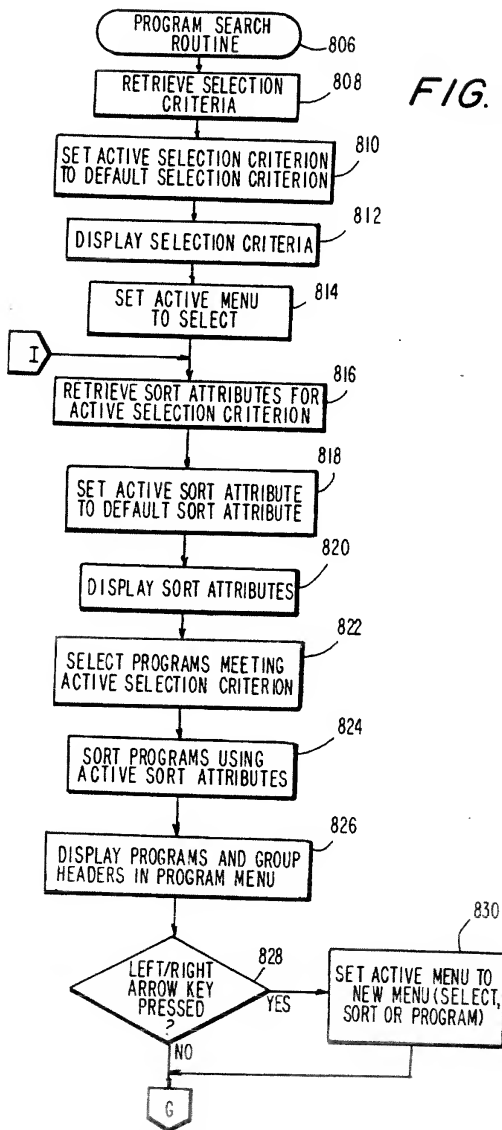 PROGRAM SEARCH
ROUTINE
806
FIG.
808
RETRIEVE SELECTION
CRITERIA
810
SET ACTIVE SELECTION CRITERION
TO DEFAULT SELECTION CRITERION
812
DISPLAY SELECTION CRITERIA
814
SET ACTIVE MENU
TO SELECT
I
816
RETRIEVE SORT ATTRIBUTES FOR
ACTIVE SELECTION CRITERION
818
SET ACTIVE SORT ATTRIBUTE
TO DEFAULT SORT ATTRIBUTE
820
DISPLAY SORT ATTRIBUTES
822
SELECT PROGRAMS MEETING
ACTIVE SELECTION CRITERION
824
SORT PROGRAMS USING
ACTIVE SORT ATTRIBUTES
826
DISPLAY PROGRAMS AND GROUP
HEADERS IN PROGRAM MENU
828
LEFT/RIGHT
ARROW KEY
PRESSED
?
YES
830
SET ACTIVE MENU TO
NEW MENU (SELECT,
SORT OR PROGRAM)
NO
G